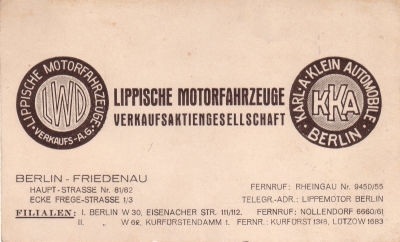 LIPPISCHE MOTORFAHRZEUGE
VERKAUFS-A.G.
LWD
LIPPISCHE MOTORFAHRZEUGE
VERKAUFSAKTIENGESELLSCHAFT
KARL-A-KLEIN AUTOMOBILE
BERLIN
KKA
BERLIN - FRIEDENAU
HAUPT-STRASSE Nr. 81/82
ECKE FREGE-STRASSE 1/3
FERNRUF: RHEINGAU Nr. 9450/55
TELEGR.-ADR.: LIPPEMOTOR BERLIN
FILIALEN: I. BERLIN W 30, EISENACHER STR. 111/112. FERNRUF: NOLLENDORF 6660/61
II. W 62, KURFÜRSTENDAMM 1. FERNR.: KURFÜRST 1318, LÜTZOW 1683